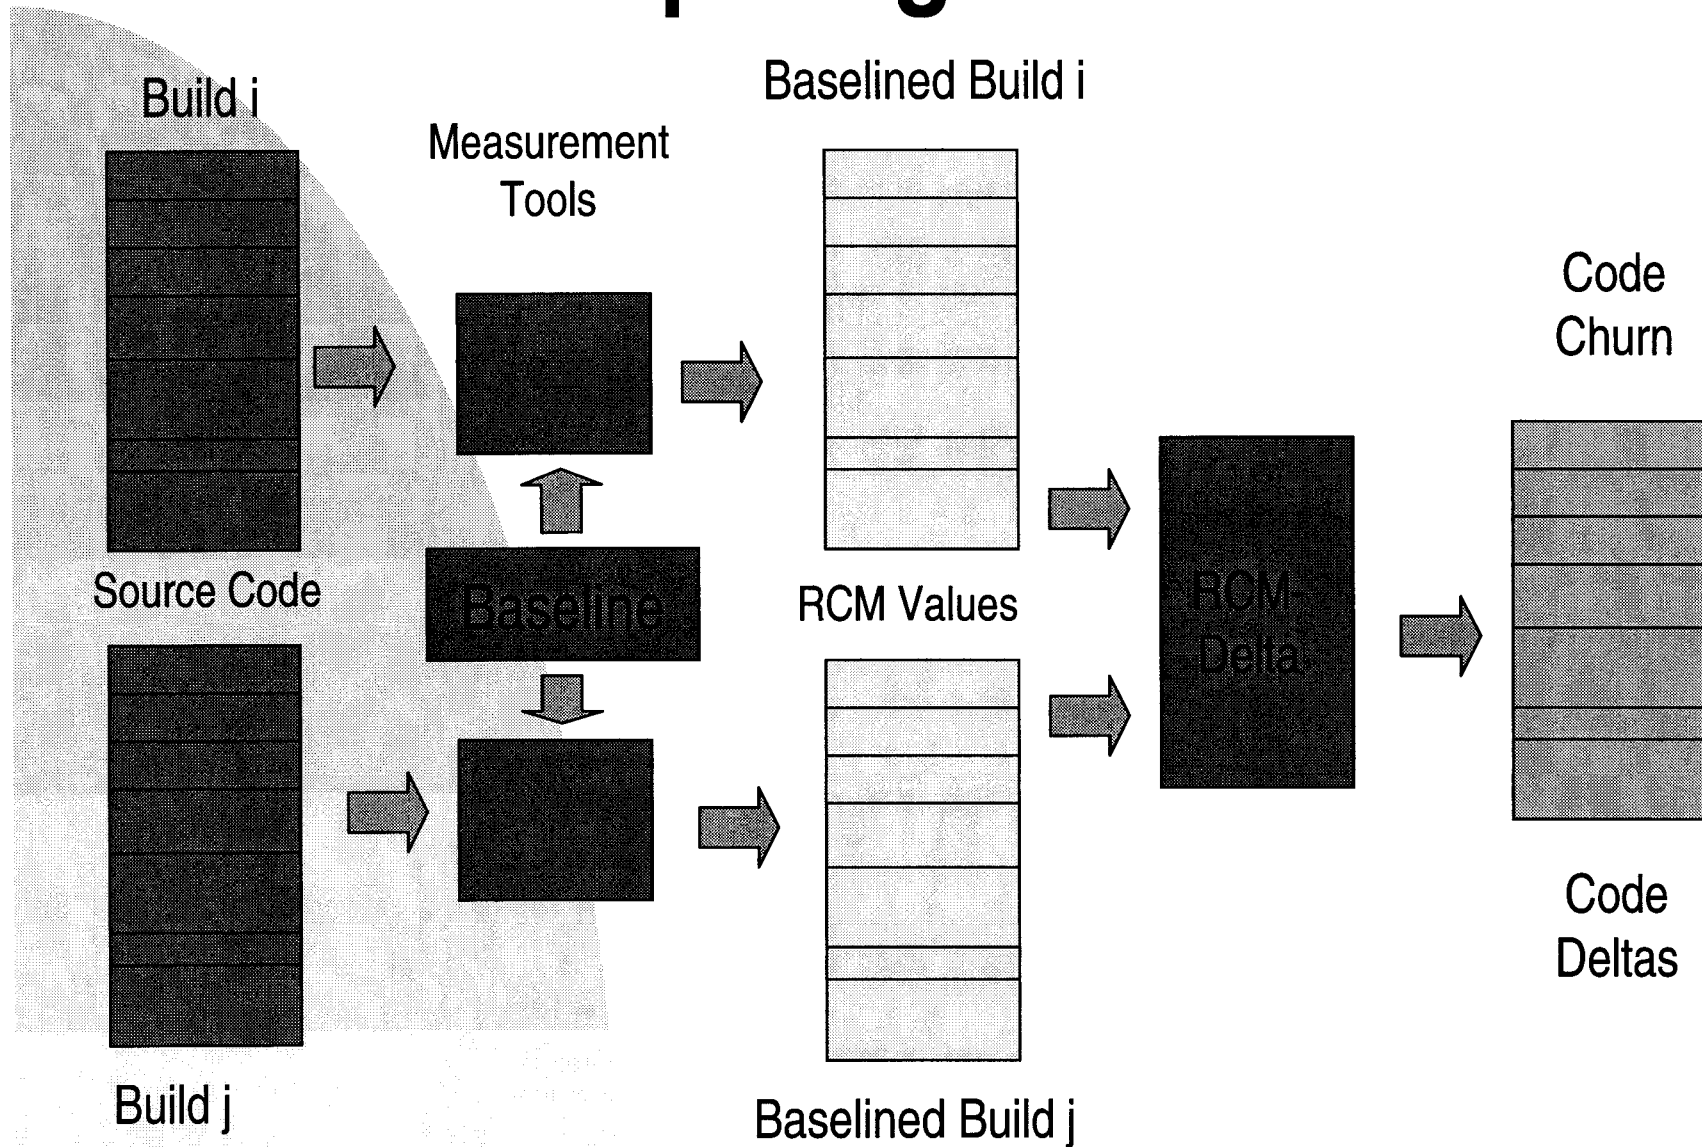 Build i
Measurement
Tools
Baselined Build i
Code
Churn
Source Code
Baseline
RCM Values
RCM-
Delta
Code
Deltas
Build j
Baselined Build j